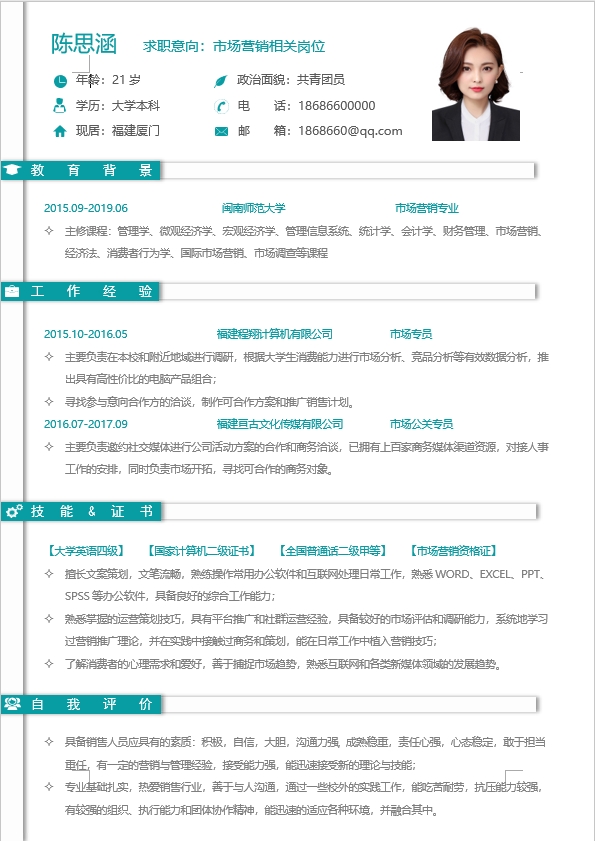 陈思涵 求职意向：市场营销相关岗位
年龄：21 岁 政治面貌：共青团员
学历：大学本科 电 话：18686600000
现居：福建厦门 邮 箱：1868660@qq.com
教 育 背 景
2015.09-2019.06 闽南师范大学 市场营销专业
主修课程：管理学、微观经济学、宏观经济学、管理信息系统、统计学、会计学、财务管理、市场营销、
经济法、消费者行为学、国际市场营销、市场调查等课程
工 作 经 验
2015.10-2016.05 福建程翔计算机有限公司 市场专员
主要负责在本校和附近地域进行调研，根据大学生消费能力进行市场分析、竞品分析等有效数据分析，推
出具有高性价比的电脑产品组合；
寻找参与意向合作方的洽谈，制作可合作方案和推广销售计划。
2016.07-2017.09 福建亘古文化传媒有限公司 市场公关专员
主要负责邀约社交媒体进行公司活动方案的合作和商务洽谈，已拥有上百家商务媒体渠道资源，对接人事
工作的安排，同时负责市场开拓，寻找可合作的商务对象。
技 能 & 证 书
【大学英语四级】 【国家计算机二级证书】 【全国普通话二级甲等】 【市场营销资格证】
擅长文案策划，文笔流畅，熟练操作常用办公软件和互联网处理日常工作，熟悉 WORD、EXCEL、PPT、
SPSS 等办公软件，具备良好的综合工作能力；
熟悉掌握的运营策划技巧，具有平台推广和社群运营经验，具备较好的市场评估和调研能力，系统地学习
过营销推广理论，并在实践中接触过商务和策划，能在日常工作中植入营销技巧；
了解消费者的心理需求和爱好，善于捕捉市场趋势，熟悉互联网和各类新媒体领域的发展趋势。
自 我 评 价
具备销售人员应具有的素质：积极，自信，大胆，沟通力强，成熟稳重，责任心强，心态稳定，敢于担当
重任，有一定的营销与管理经验，接受能力强，能迅速接受新的理论与技能；
专业基础扎实，热爱销售行业，善于与人沟通，通过一些校外的实践工作，能吃苦耐劳，抗压能力较强，
有较强的组织、执行能力和团体协作精神，能迅速的适应各种环境，并融合其中。